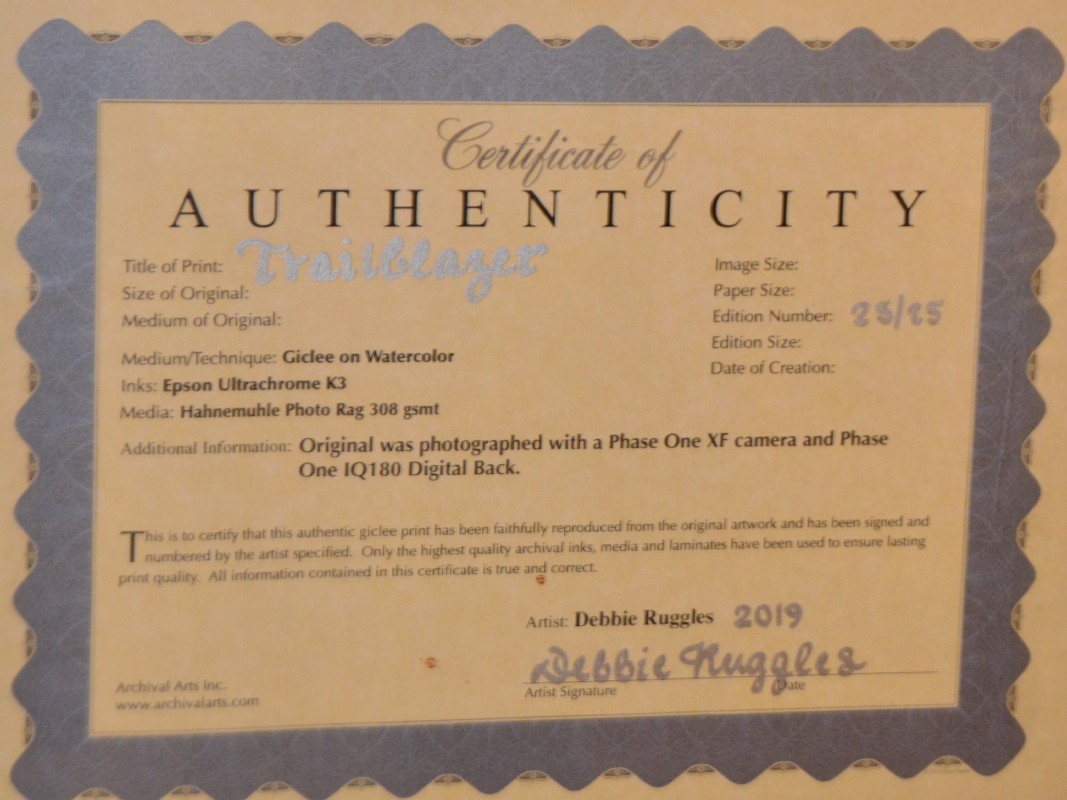 Certificate of
AUTHENTICITY
Title of Print: Trailblazer
Size of Original:
Medium of Original:
Image Size:
Paper Size:
Edition Number: 25/25
Edition Size:
Date of Creation:
Medium/Technique: Giclee on Watercolor
Inks: Epson Ultrachrome K3
Media: Hahnemuhle Photo Rag 308 gsmt
Additional Information: Original was photographed with a Phase One XF camera and Phase
One IQ180 Digital Back.
This is to certify that this authentic giclee print has been faithfully reproduced from the original artwork and has been signed and
numbered by the artist specified. Only the highest quality archival inks, media and laminates have been used to ensure lasting
print quality. All information contained in this certificate is true and correct.
Artist: Debbie Ruggles 2019
Debbie Ruggles
Artist Signature Date
Archival Arts Inc.
www.archivalarts.com